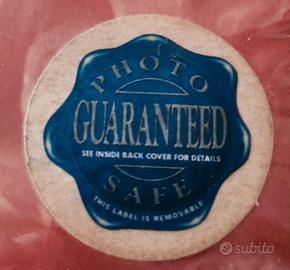 PHOTO
GUARANTEED
SEE INSIDE BACK COVER FOR DETAILS
SAFE
THIS LABEL IS REMOVABLE
subito